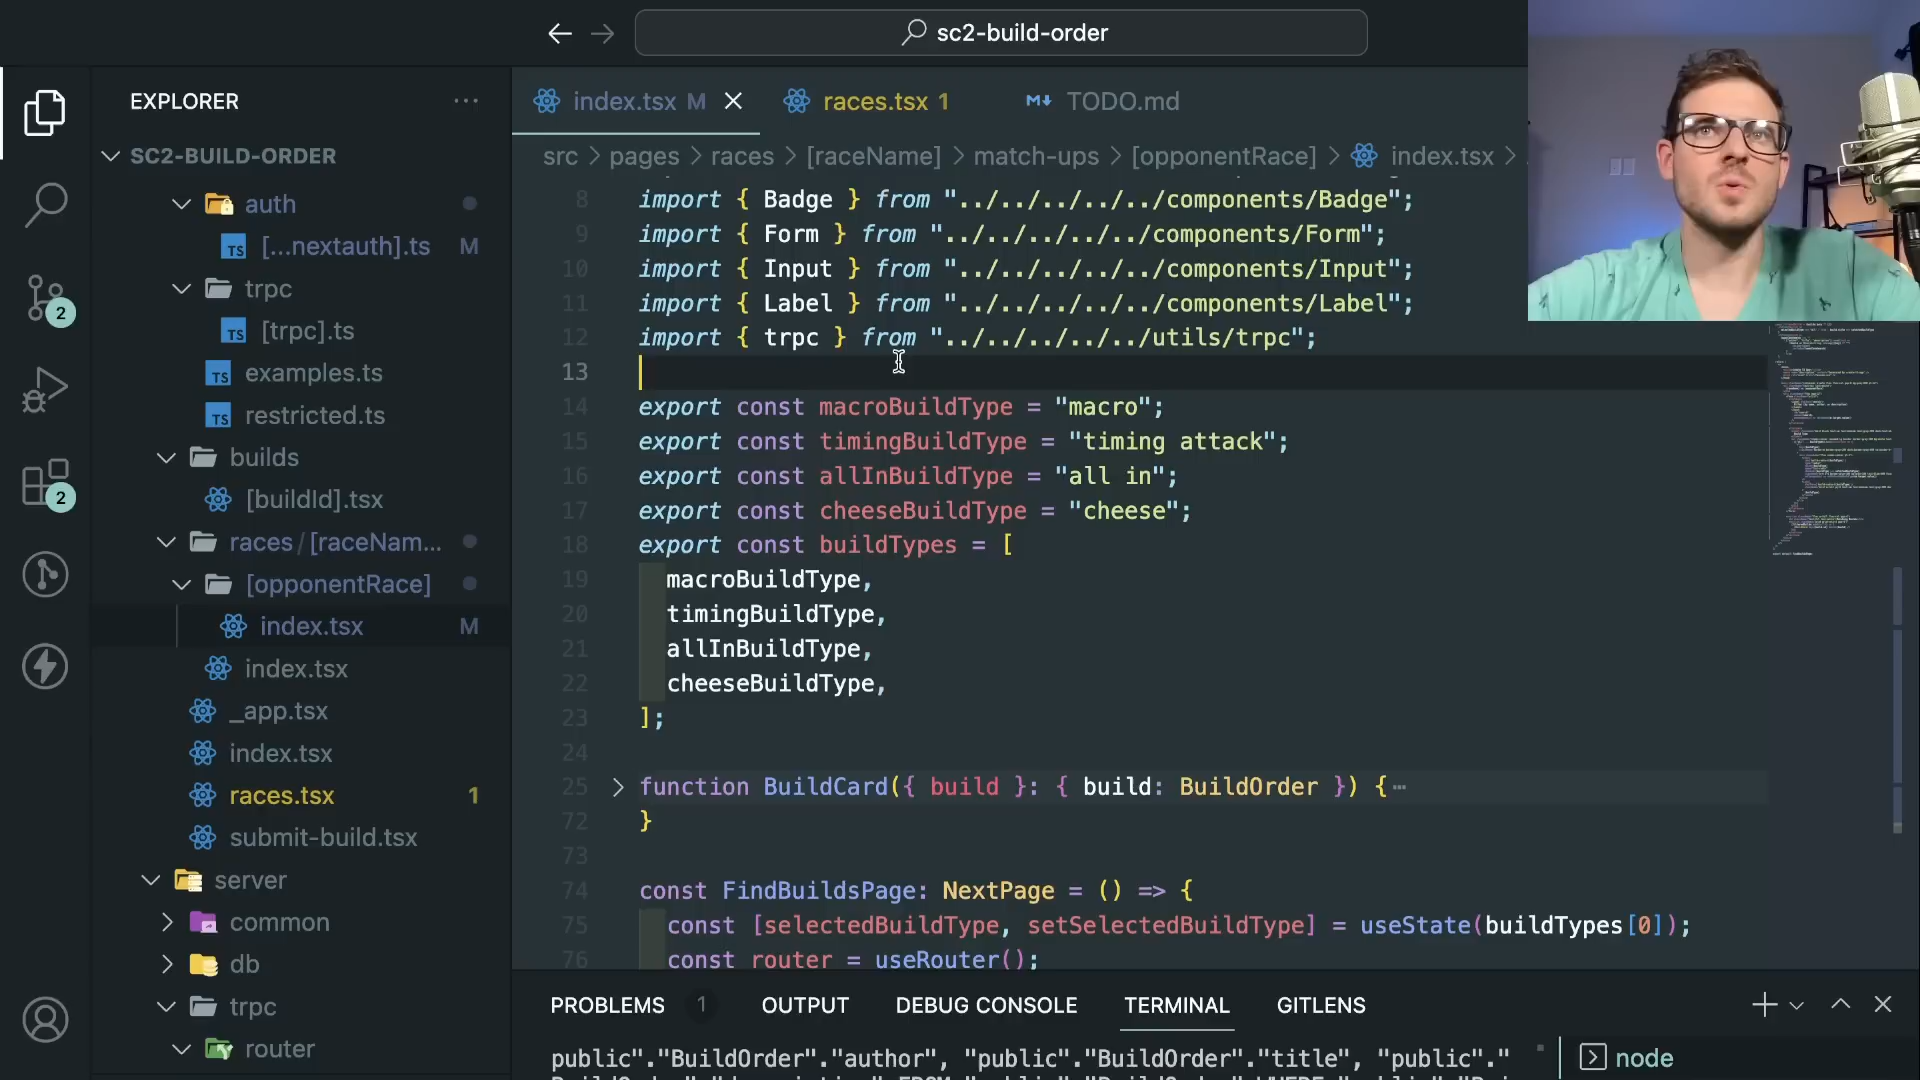 sc2-build-order
EXPLORER
SC2-BUILD-ORDER
auth
[...nextauth].ts M
trpc
[trpc].ts
examples.ts
restricted.ts
builds
[buildId].tsx
races/[raceNam...
[opponentRace]
index.tsx M
index.tsx
_app.tsx
index.tsx
races.tsx 1
submit-build.tsx
server
common
db
trpc
router
2
2
index.tsx M
races.tsx 1
TODO.md
src > pages > races > [raceName] > match-ups > [opponentRace] > index.tsx >
8 import { Badge } from "../../../../../components/Badge";
9 import { Form } from "../../../../../components/Form";
10 import { Input } from "../../../../../components/Input";
11 import { Label } from "../../../../../components/Label";
12 import { trpc } from "../../../../../utils/trpc";
13
14 export const macroBuildType = "macro";
15 export const timingBuildType = "timing attack";
16 export const allInBuildType = "all in";
17 export const cheeseBuildType = "cheese";
18 export const buildTypes = [
19 macroBuildType,
20 timingBuildType,
21 allInBuildType,
22 cheeseBuildType,
23 ];
24
25 function BuildCard({ build }: { build: BuildOrder }) {…
72 }
73
74 const FindBuildsPage: NextPage = () => {
75 const [selectedBuildType, setSelectedBuildType] = useState(buildTypes[0]);
76 const router = useRouter();
PROBLEMS 1 OUTPUT DEBUG CONSOLE TERMINAL GITLENS
public"."BuildOrder"."author", "public"."BuildOrder"."title", "public"."
node